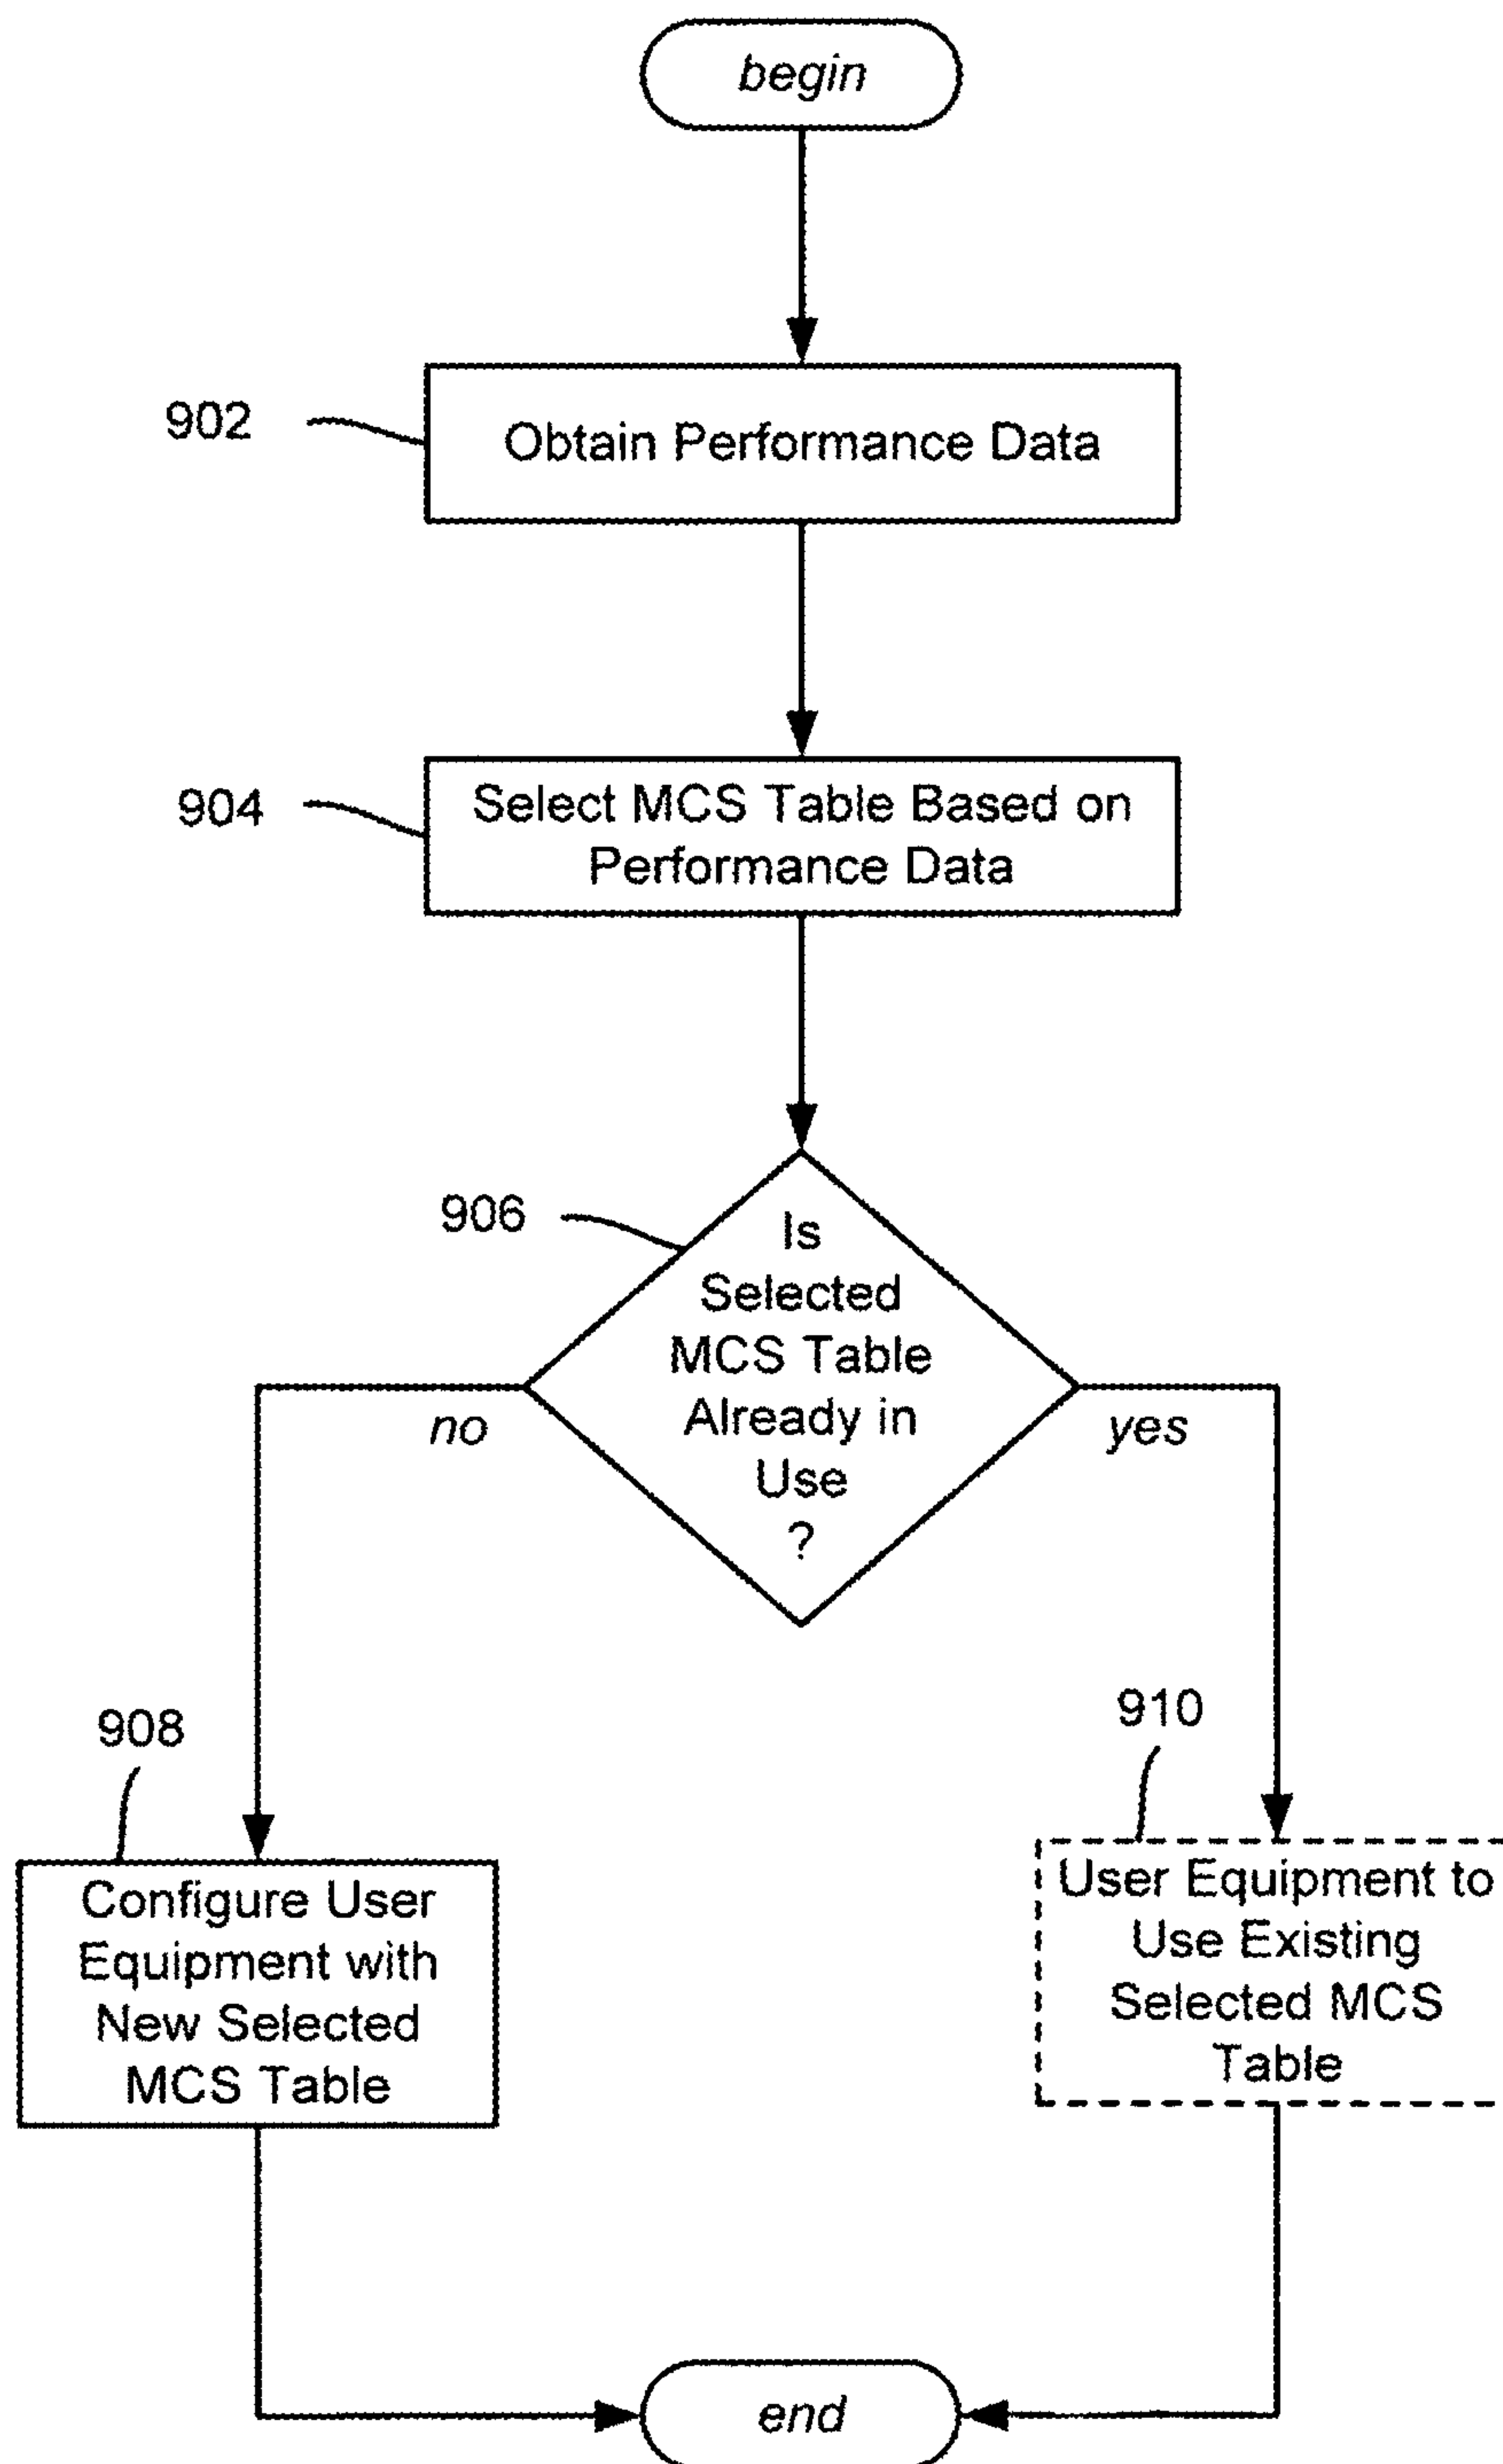 begin
902
Obtain Performance Data
904
Select MCS Table Based on
Performance Data
906
Is
Selected
MCS Table
Already in
Use
?
no
yes
908
Configure User
Equipment with
New Selected
MCS Table
910
User Equipment to
Use Existing
Selected MCS
Table
end